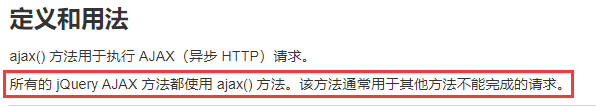 定义和用法
ajax() 方法用于执行 AJAX（异步 HTTP）请求。
所有的 jQuery AJAX 方法都使用 ajax() 方法。该方法通常用于其他方法不能完成的请求。